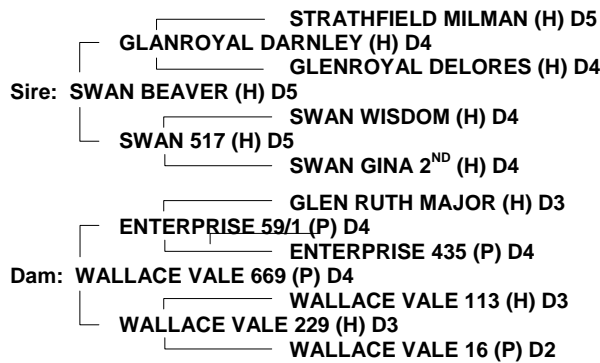 STRATHFIELD MILMAN (H) D5
GLANROYAL DARNLEY (H) D4
GLENROYAL DELORES (H) D4
Sire: SWAN BEAVER (H) D5
SWAN WISDOM (H) D4
SWAN 517 (H) D5
SWAN GINA 2ND (H) D4
GLEN RUTH MAJOR (H) D3
ENTERPRISE 59/1 (P) D4
ENTERPRISE 435 (P) D4
Dam: WALLACE VALE 669 (P) D4
WALLACE VALE 113 (H) D3
WALLACE VALE 229 (H) D3
WALLACE VALE 16 (P) D2